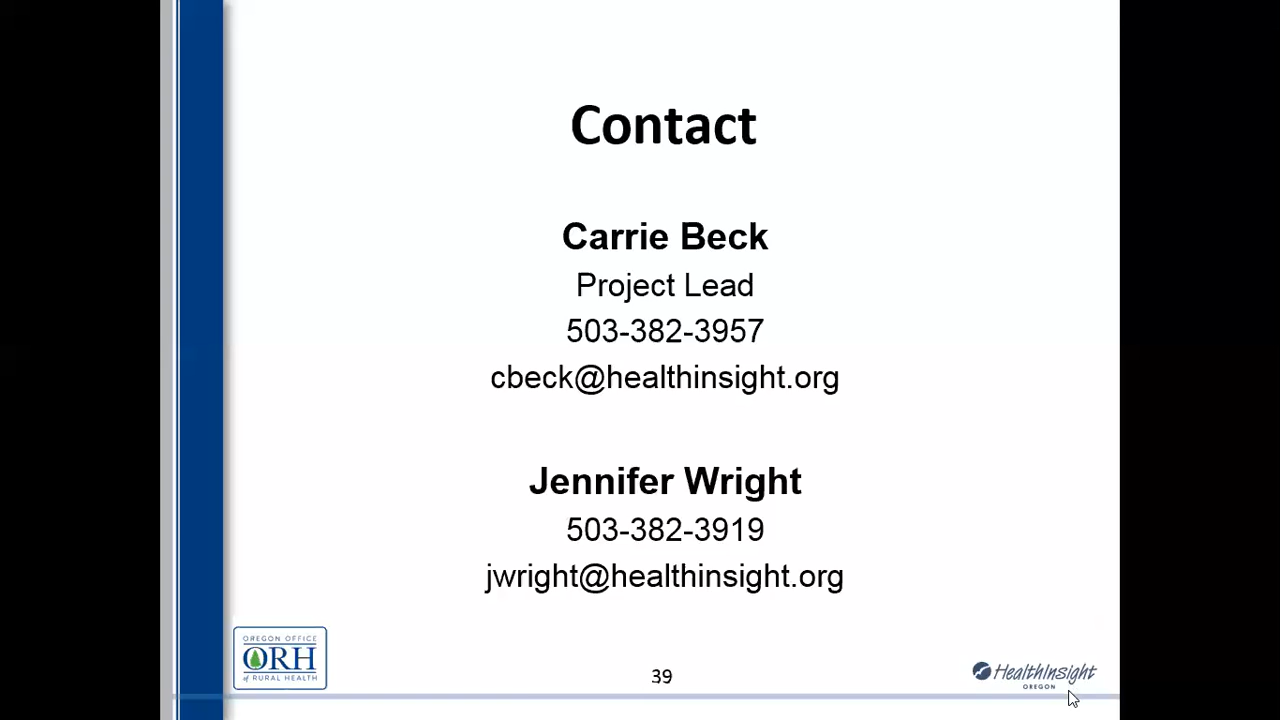 Contact
Carrie Beck
Project Lead
503-382-3957
cbeck@healthinsight.org
Jennifer Wright
503-382-3919
jwright@healthinsight.org
OREGON OFFICE
ORH
of RURAL HEALTH
39
HealthInsight
OREGON